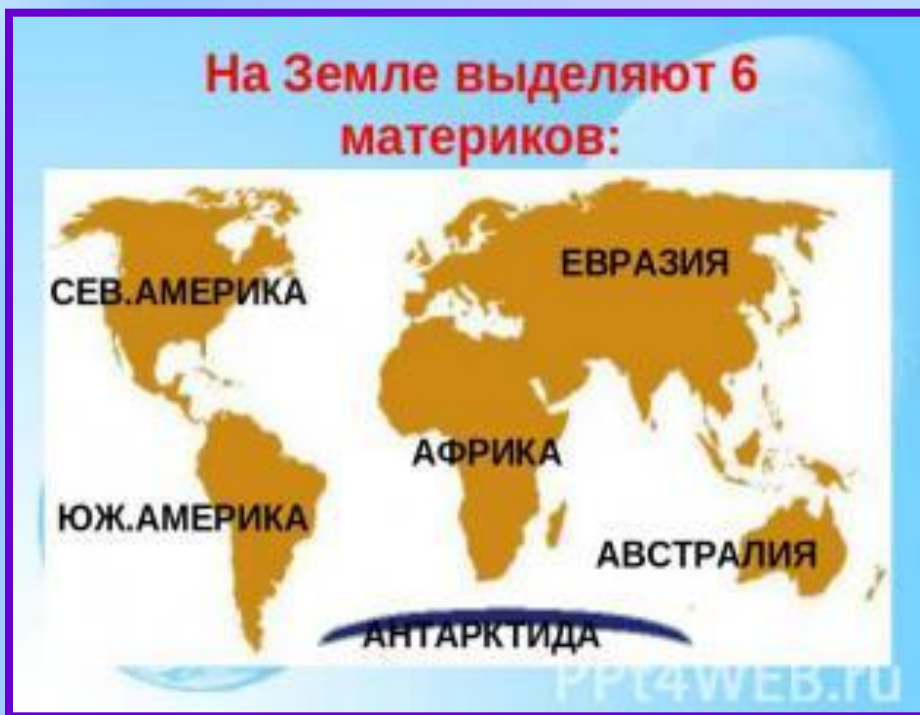 На Земле выделяют 6
материков:
ЕВРАЗИЯ
СЕВ.АМЕРИКА
АФРИКА
ЮЖ.АМЕРИКА
АВСТРАЛИЯ
АНТАРКТИДА
PPt4WEB.ru